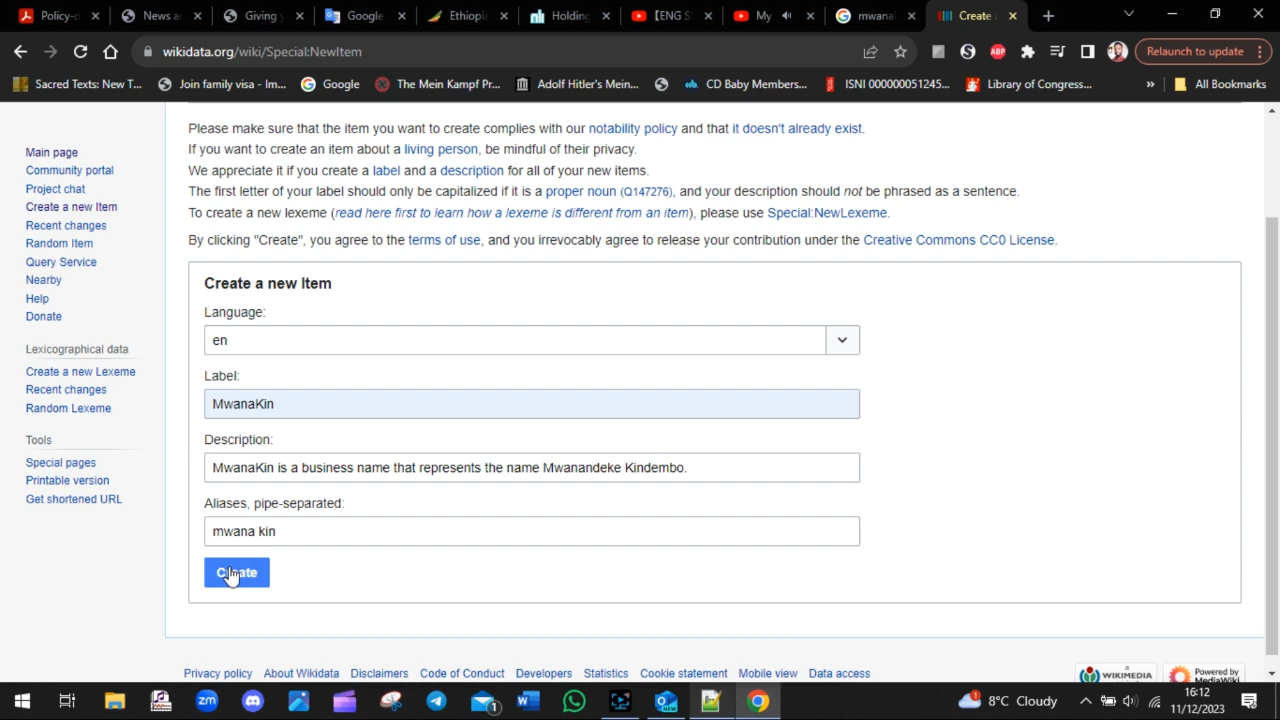 Policy-d
News a
Giving y
Google
Ethiopia
Holding
【ENG S
My
mwana
Create
wikidata.org/wiki/Special:NewItem
Relaunch to update
Sacred Texts: New T...
Join family visa - Im...
Google
The Mein Kampf Pr...
Adolf Hitler's Mein...
CD Baby Members...
ISNI 000000051245...
Library of Congress...
»
All Bookmarks
Main page
Community portal
Project chat
Create a new Item
Recent changes
Random Item
Query Service
Nearby
Help
Donate
Lexicographical data
Create a new Lexeme
Recent changes
Random Lexeme
Tools
Special pages
Printable version
Get shortened URL
Please make sure that the item you want to create complies with our notability policy and that it doesn't already exist.
If you want to create an item about a living person, be mindful of their privacy.
We appreciate it if you create a label and a description for all of your new items.
The first letter of your label should only be capitalized if it is a proper noun (Q147276), and your description should not be phrased as a sentence.
To create a new lexeme (read here first to learn how a lexeme is different from an item), please use Special:NewLexeme.
By clicking "Create", you agree to the terms of use, and you irrevocably agree to release your contribution under the Creative Commons CC0 License.
Create a new Item
Language:
en
Label:
MwanaKin
Description:
MwanaKin is a business name that represents the name Mwanandeke Kindembo.
Aliases, pipe-separated:
mwana kin
Create
Privacy policy About Wikidata Disclaimers Code of Conduct Developers Statistics Cookie statement Mobile view Data access
a
WIKIMEDIA
Powered by
MediaWiki
8°C Cloudy
16:12
11/12/2023